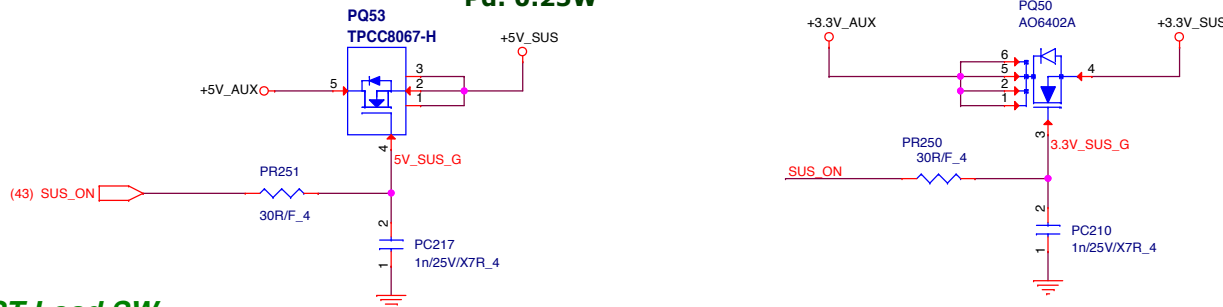 Pd: 0.25W
PQ53
TPCC8067-H
+5V_SUS
+5V_AUX
5
3
2
1
4
5V_SUS_G
(43) SUS_ON
PR251
30R/F_4
2
PC217
1n/25V/X7R_4
1
PQ50
AO6402A
+3.3V_AUX
+3.3V_SUS
6
5
2
1
4
3
3.3V_SUS_G
SUS_ON
PR250
30R/F_4
2
PC210
1n/25V/X7R_4
1